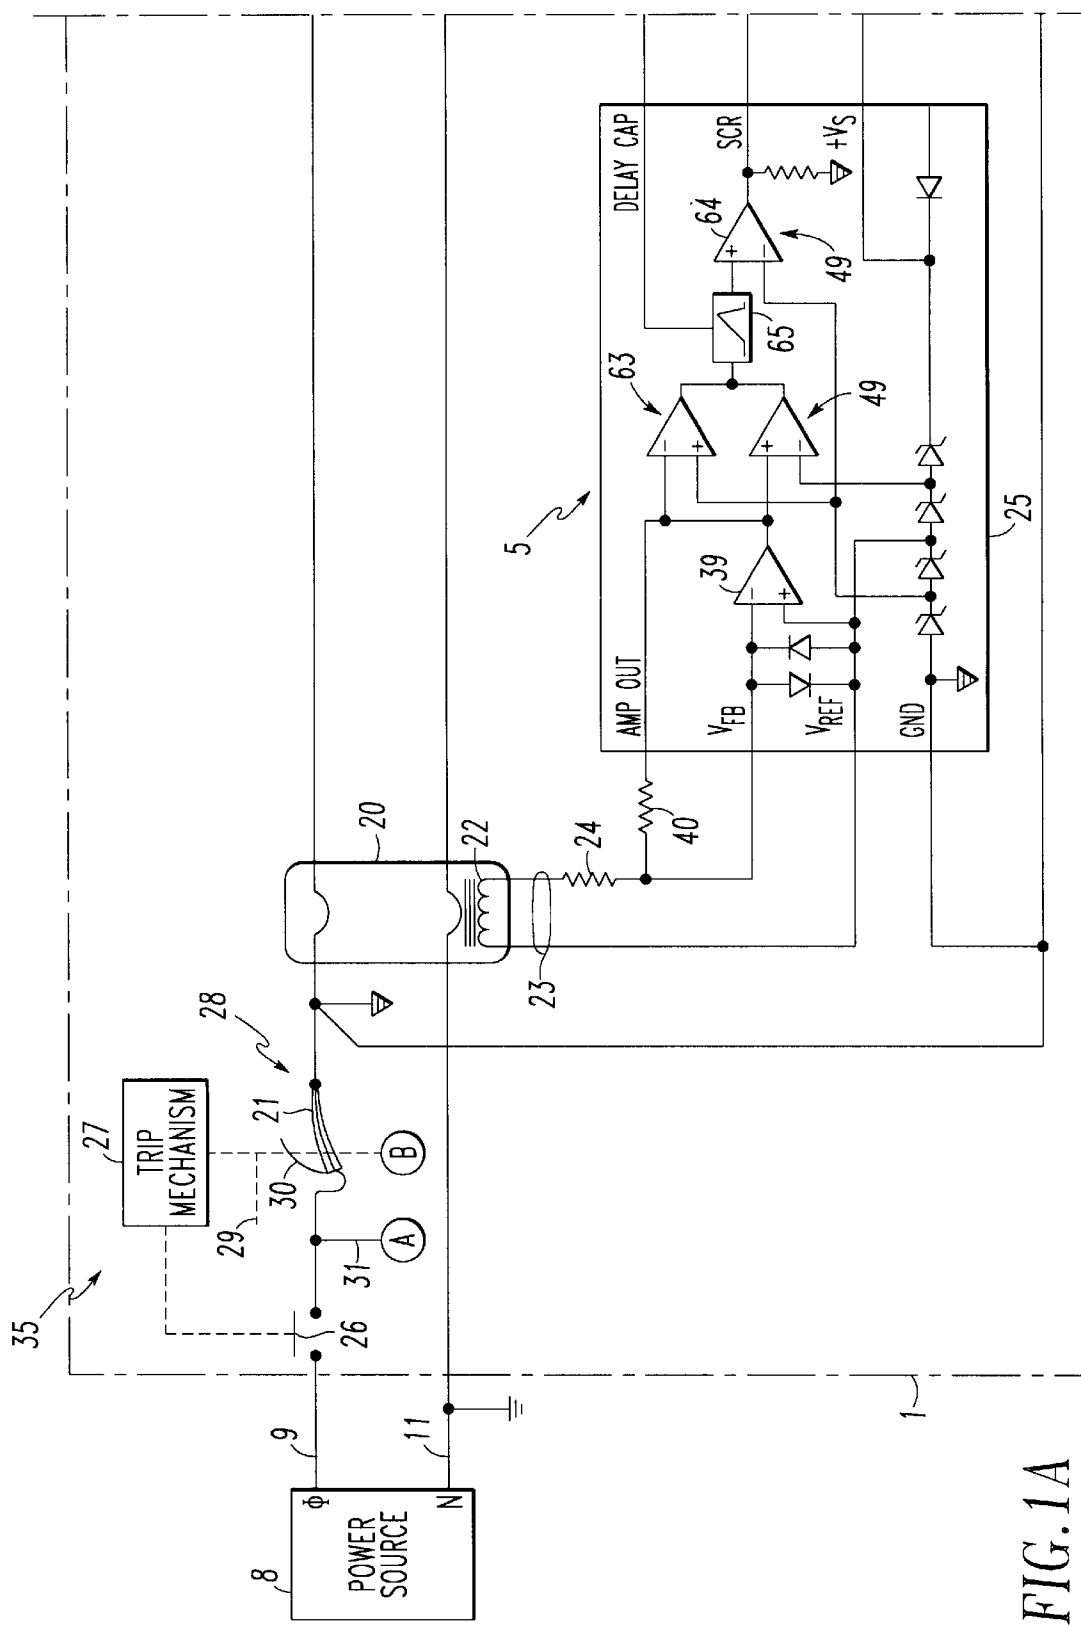 35
27
TRIP
MECHANISM
28
29
30
21
26
31
A
B
20
22
23
24
40
8
POWER
SOURCE
Φ
N
9
11
1
5
AMP OUT
VFB
VREF
GND
39
63
49
65
64
49
DELAY CAP
SCR
+VS
25
FIG. 1A